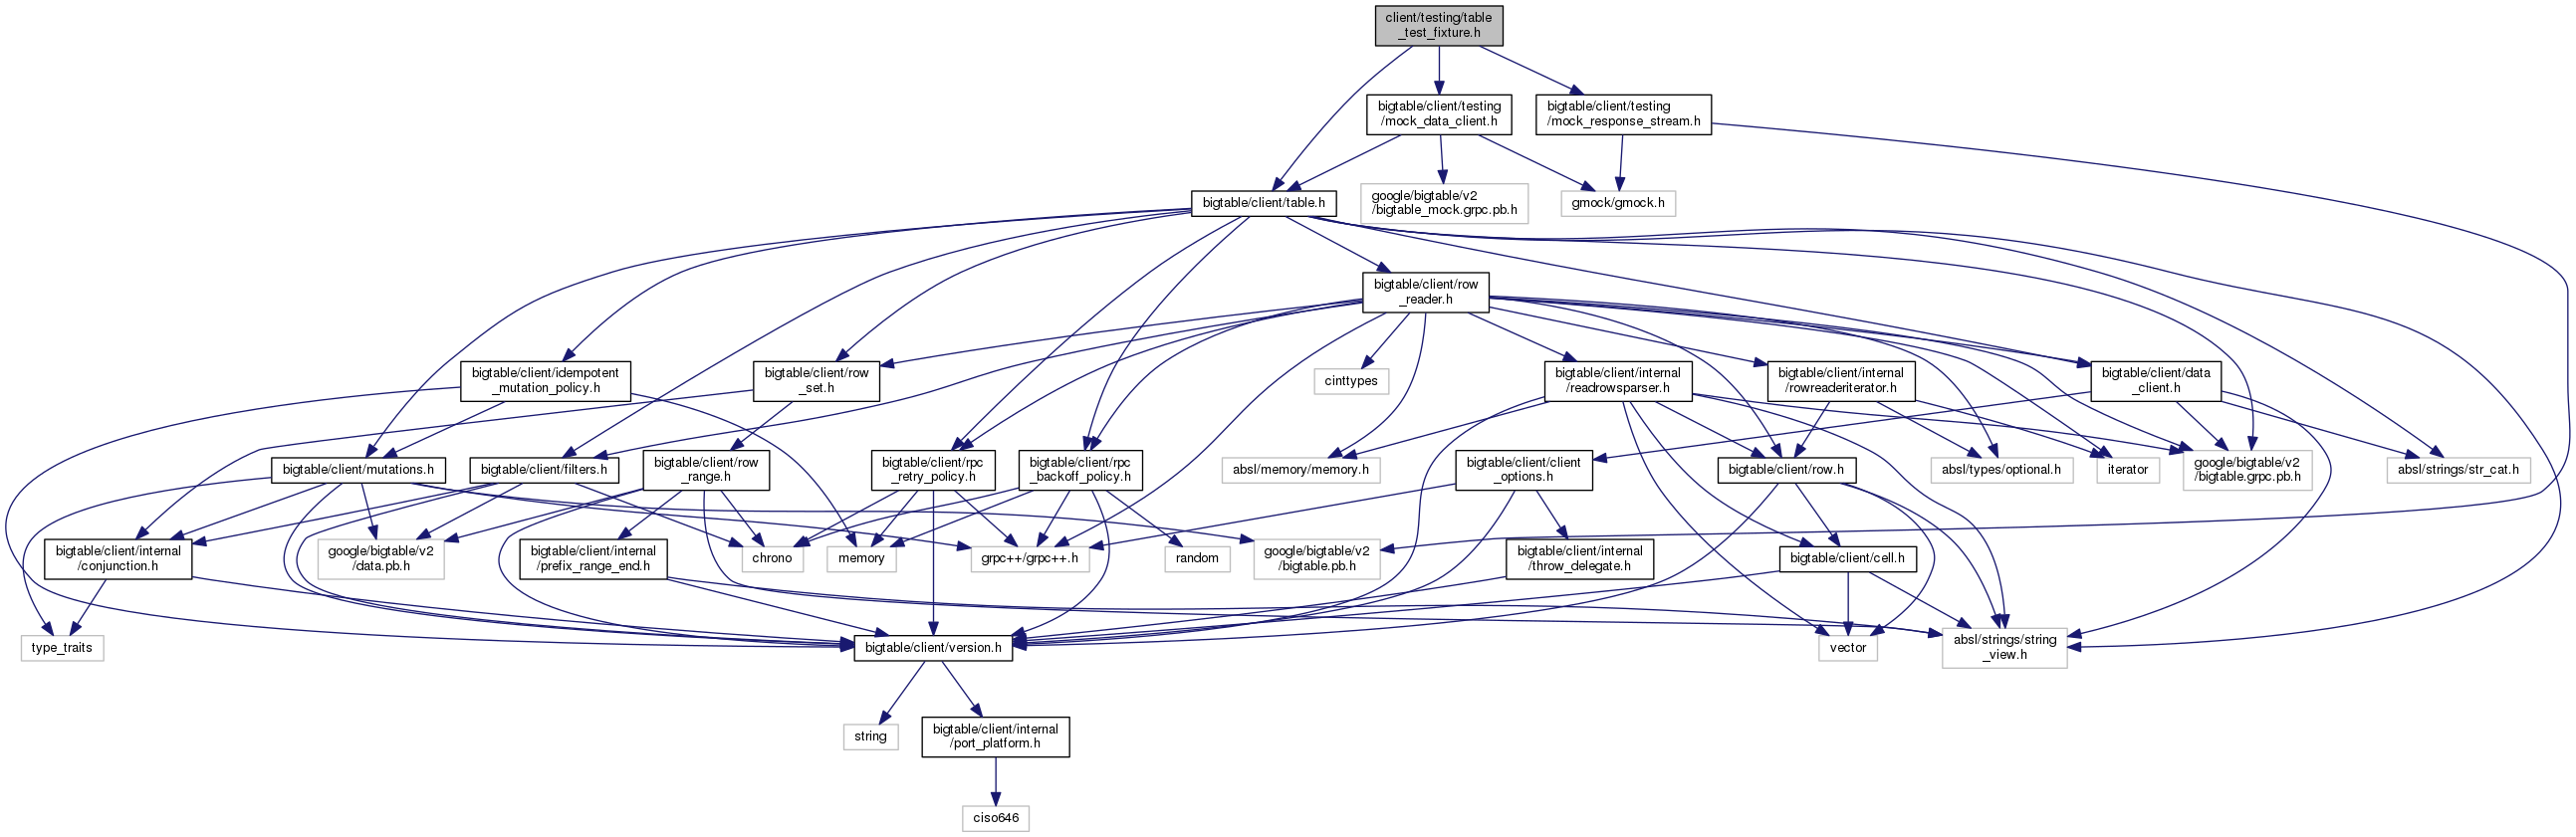 client/testing/table
_test_fixture.h
bigtable/client/testing
/mock_data_client.h
bigtable/client/testing
/mock_response_stream.h
bigtable/client/table.h
google/bigtable/v2
/bigtable_mock.grpc.pb.h
gmock/gmock.h
bigtable/client/row
_reader.h
bigtable/client/idempotent
_mutation_policy.h
bigtable/client/row
_set.h
cinttypes
bigtable/client/internal
/readrowsparser.h
bigtable/client/internal
/rowreaderiterator.h
bigtable/client/data
_client.h
bigtable/client/mutations.h
bigtable/client/filters.h
bigtable/client/row
_range.h
bigtable/client/rpc
_retry_policy.h
bigtable/client/rpc
_backoff_policy.h
absl/memory/memory.h
bigtable/client/client
_options.h
bigtable/client/row.h
absl/types/optional.h
iterator
google/bigtable/v2
/bigtable.grpc.pb.h
absl/strings/str_cat.h
bigtable/client/internal
/conjunction.h
google/bigtable/v2
/data.pb.h
bigtable/client/internal
/prefix_range_end.h
chrono
memory
grpc++/grpc++.h
random
google/bigtable/v2
/bigtable.pb.h
bigtable/client/internal
/throw_delegate.h
bigtable/client/cell.h
type_traits
bigtable/client/version.h
vector
absl/strings/string
_view.h
string
bigtable/client/internal
/port_platform.h
ciso646